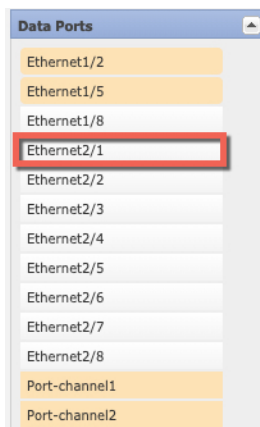 Data Ports
Ethernet1/2
Ethernet1/5
Ethernet1/8
Ethernet2/1
Ethernet2/2
Ethernet2/3
Ethernet2/4
Ethernet2/5
Ethernet2/6
Ethernet2/7
Ethernet2/8
Port-channel1
Port-channel2